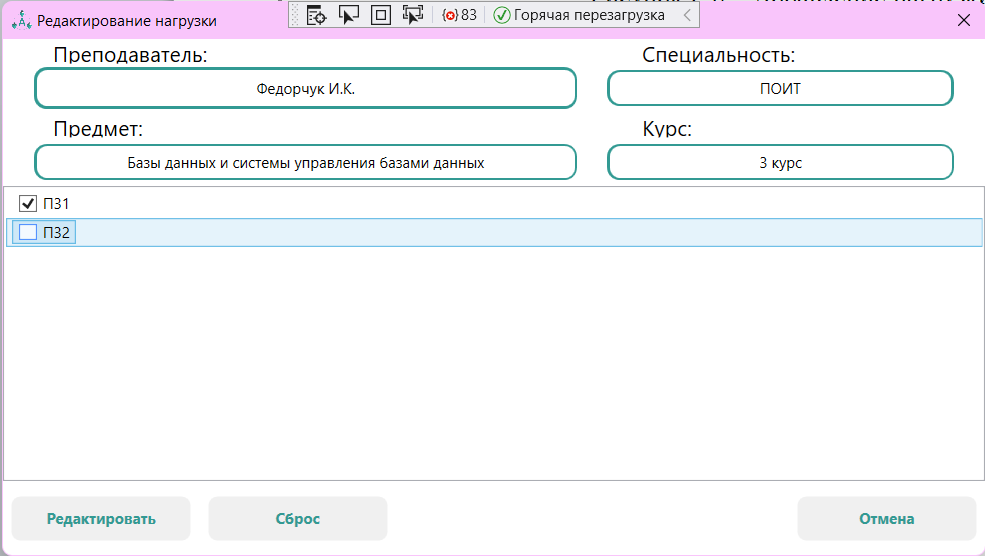 Редактирование нагрузки
83
Горячая перезагрузка
Преподаватель:
Специальность:
Федорчук И.К.
ПОИТ
Предмет:
Курс:
Базы данных и системы управления базами данных
3 курс
П31
П32
Редактировать
Сброс
Отмена